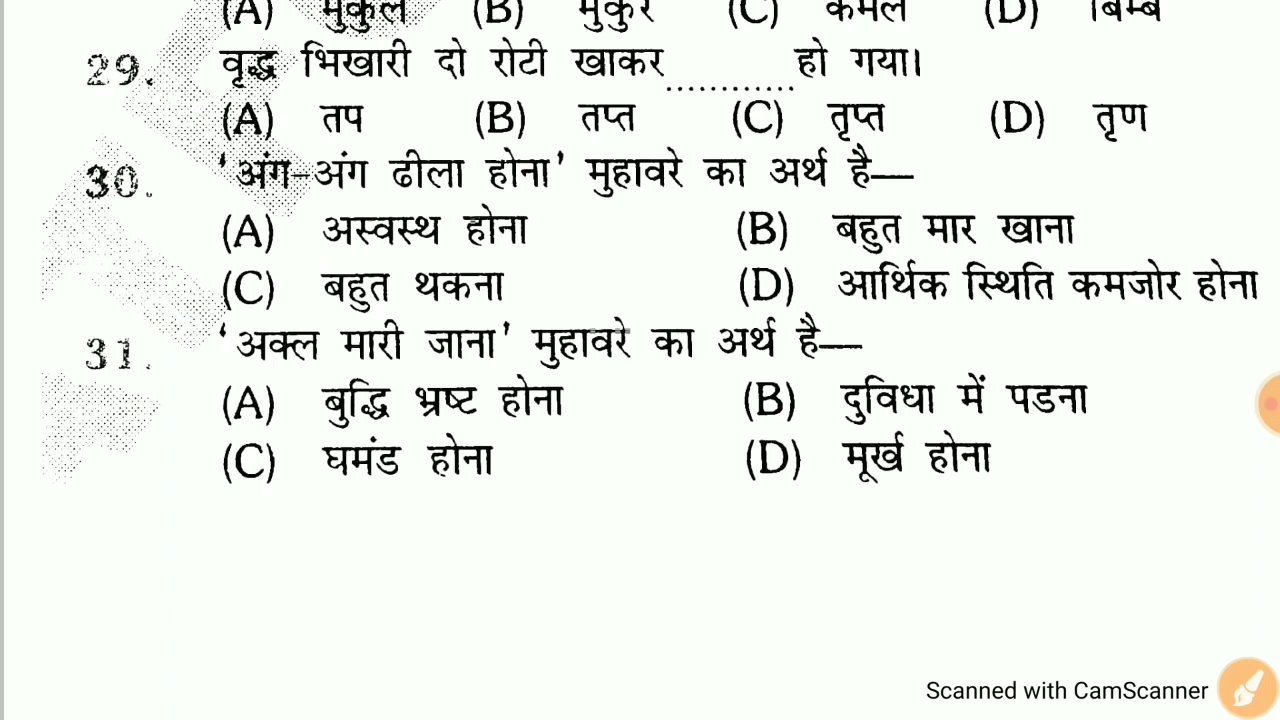 (A) मुकुल (B) मुकुर (C) कमल (D) बिम्ब
29. वृद्ध भिखारी दो रोटी खाकर ............ हो गया।
(A) तप (B) तप्त (C) तृप्त (D) तृण
30. 'अंग-अंग ढीला होना' मुहावरे का अर्थ है—
(A) अस्वस्थ होना (B) बहुत मार खाना
(C) बहुत थकना (D) आर्थिक स्थिति कमजोर होना
31. 'अक्ल मारी जाना' मुहावरे का अर्थ है—
(A) बुद्धि भ्रष्ट होना (B) दुविधा में पडना
(C) घमंड होना (D) मूर्ख होना
Scanned with CamScanner